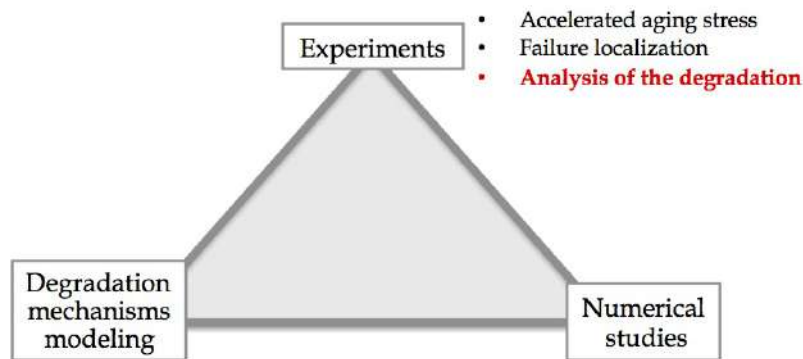 Experiments
• Accelerated aging stress
• Failure localization
• Analysis of the degradation
Degradation
mechanisms
modeling
Numerical
studies